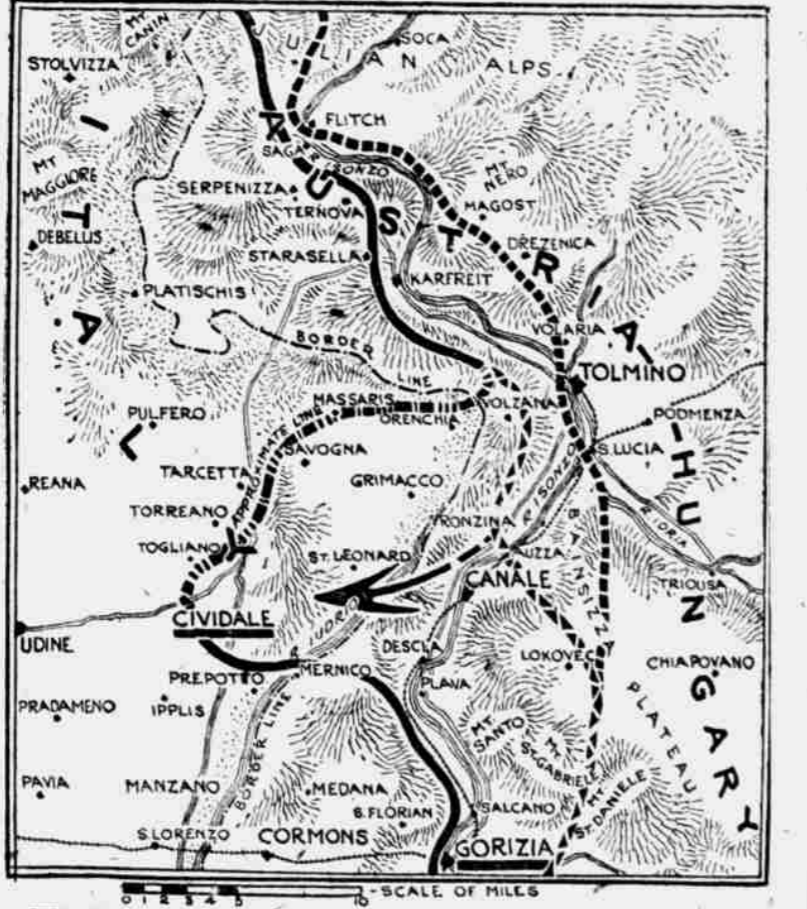 MT CANIN
STOLVIZZA
JULIAN ALPS
SOCA
FLITCH
SAGA
R. ISONZO
MT MAGGIORE
SERPENIZZA
TERNOVA
MT NERO
MAGOST
DEBELLIS
STARASELLA
DREZENICA
KARFREIT
PLATISCHIS
ITALY
AUSTRIA-HUNGARY
VOLARIA
BORDER LINE
TOLMINO
MASSARIS
ORENCHIA
VOLZANA
PULFERO
APPROXIMATE LINE
PODMENZA
SAVOGNA
S. LUCIA
REANA
TARCETTA
GRIMACCO
R. ISONZO
TORREANO
RONZINA
TOGLIANO
ST. LEONARD
AUZZA
BAINSIZZA
CANALE
TRIOUSA
CIVIDALE
UDINE
DESCLA
LOKOVEC
CHIAPOVANO
PREPOTTO
MERNICO
PLAVA
PLATEAU
PRADAMENO
IPPLIS
BORDER LINE
MT SANTO
MT ST. GABRIELE
PAVIA
MANZANO
MEDANA
MT ST. DANIELE
S. FLORIAN
SALCANO
S. LORENZO
CORMONS
GORIZIA
0 1 2 3 4 5 10 - SCALE OF MILES